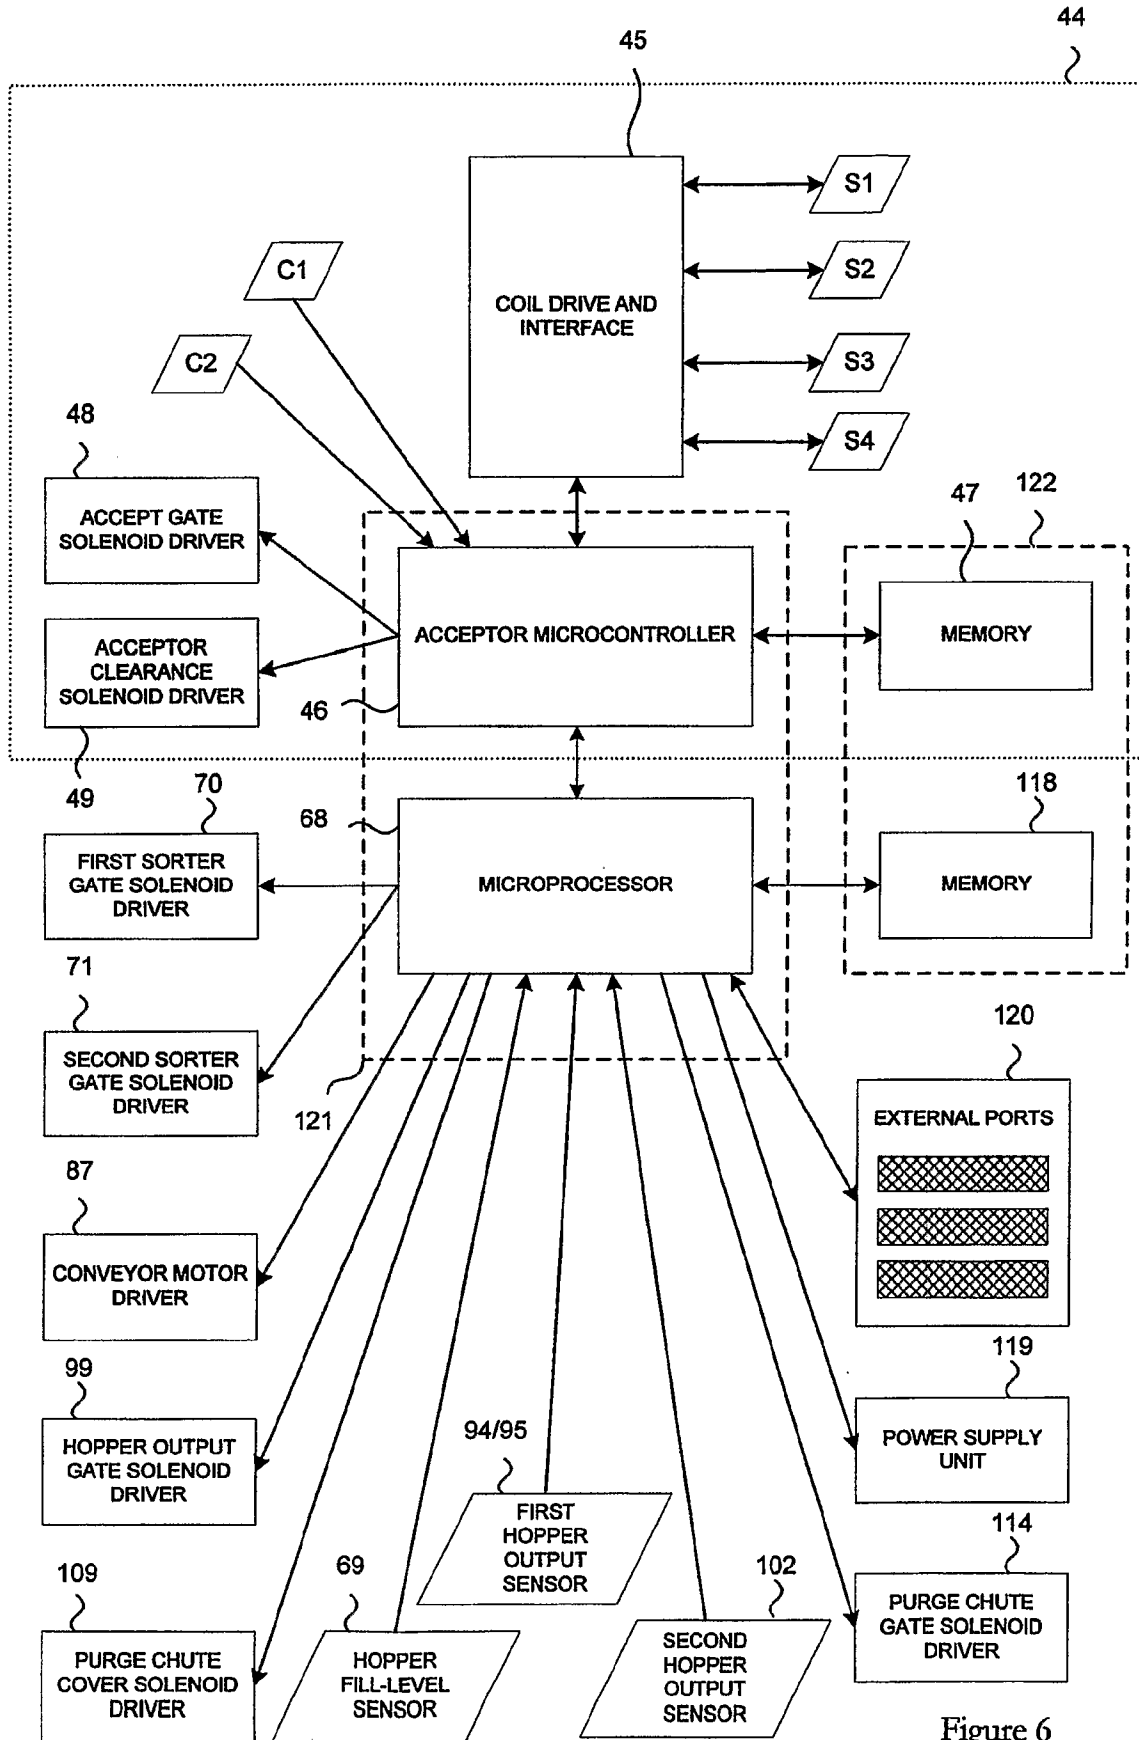 44
45
S1
C1
S2
COIL DRIVE AND
INTERFACE
C2
S3
48
S4
47
122
ACCEPT GATE
SOLENOID DRIVER
ACCEPTOR MICROCONTROLLER
MEMORY
ACCEPTOR
CLEARANCE
SOLENOID DRIVER
46
49
70
118
68
FIRST SORTER
GATE SOLENOID
DRIVER
MICROPROCESSOR
MEMORY
71
120
SECOND SORTER
GATE SOLENOID
DRIVER
121
EXTERNAL PORTS
87
CONVEYOR MOTOR
DRIVER
119
99
94/95
HOPPER OUTPUT
GATE SOLENOID
DRIVER
POWER SUPPLY
UNIT
FIRST
HOPPER
OUTPUT
SENSOR
114
109
69
102
PURGE CHUTE
GATE SOLENOID
DRIVER
PURGE CHUTE
COVER SOLENOID
DRIVER
HOPPER
FILL-LEVEL
SENSOR
SECOND
HOPPER
OUTPUT
SENSOR
Figure 6